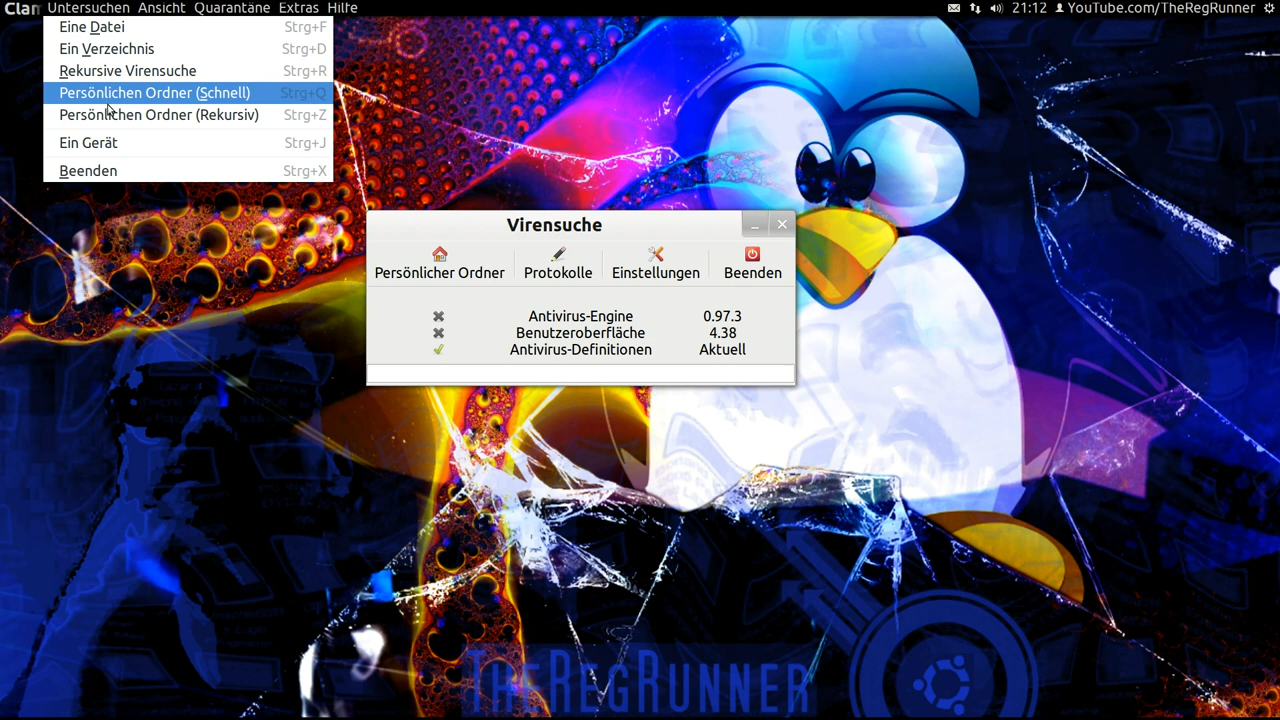 Clam Untersuchen Ansicht Quarantäne Extras Hilfe 21:12 YouTube.com/TheRegRunner
Eine Datei Strg+F
Ein Verzeichnis Strg+D
Rekursive Virensuche Strg+R
Persönlichen Ordner (Schnell) Strg+Q
Persönlichen Ordner (Rekursiv) Strg+Z
Ein Gerät Strg+J
Beenden Strg+X
Virensuche
Persönlicher Ordner Protokolle Einstellungen Beenden
Antivirus-Engine 0.97.3
Benutzeroberfläche 4.38
Antivirus-Definitionen Aktuell
TheRegRunner